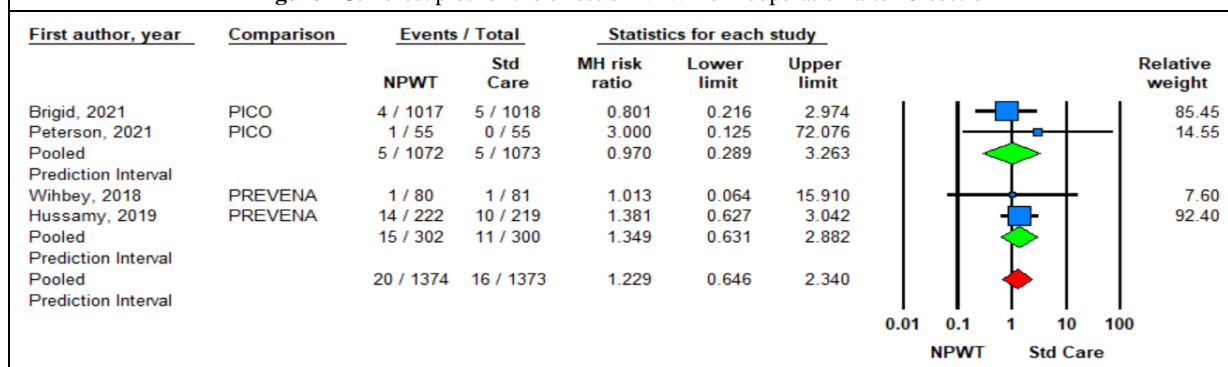 First author, year Comparison Events / Total Statistics for each study
NPWT Std Care MH risk ratio Lower limit Upper limit Relative weight
Brigid, 2021 PICO 4 / 1017 5 / 1018 0.801 0.216 2.974 85.45
Peterson, 2021 PICO 1 / 55 0 / 55 3.000 0.125 72.076 14.55
Pooled 5 / 1072 5 / 1073 0.970 0.289 3.263
Prediction Interval
Wihbey, 2018 PREVENA 1 / 80 1 / 81 1.013 0.064 15.910 7.60
Hussamy, 2019 PREVENA 14 / 222 10 / 219 1.381 0.627 3.042 92.40
Pooled 15 / 302 11 / 300 1.349 0.631 2.882
Prediction Interval
Pooled 20 / 1374 16 / 1373 1.229 0.646 2.340
Prediction Interval
0.01 0.1 1 10 100
NPWT Std Care